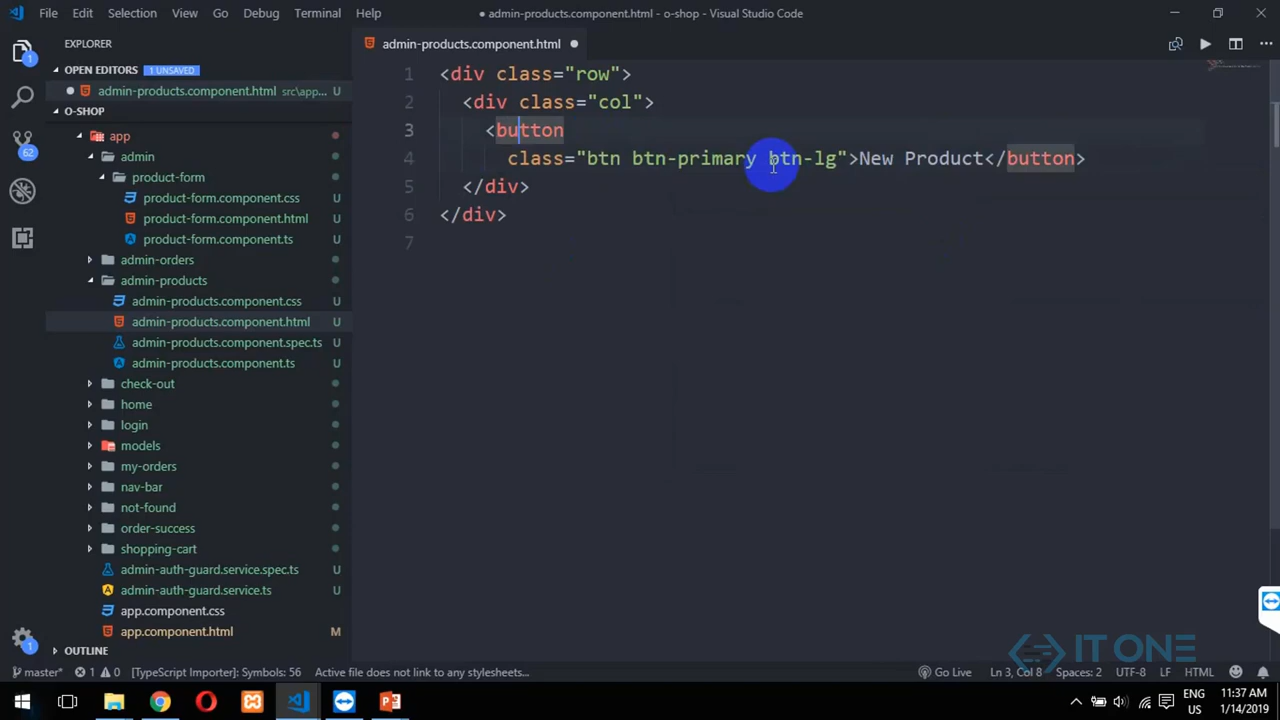 File Edit Selection View Go Debug Terminal Help
● admin-products.component.html - o-shop - Visual Studio Code
EXPLORER
OPEN EDITORS 1 UNSAVED
admin-products.component.html src\app... U
O-SHOP
app
admin
product-form
product-form.component.css U
product-form.component.html U
product-form.component.ts U
admin-orders
admin-products
admin-products.component.css U
admin-products.component.html U
admin-products.component.spec.ts U
admin-products.component.ts U
check-out
home
login
models
my-orders
nav-bar
not-found
order-success
shopping-cart
admin-auth-guard.service.spec.ts U
admin-auth-guard.service.ts U
app.component.css
app.component.html M
OUTLINE
1
62
1
admin-products.component.html
1 <div class="row">
2 <div class="col">
3 <button
4 class="btn btn-primary btn-lg">New Product</button>
5 </div>
6 </div>
7
IT ONE
master* 1 0 [TypeScript Importer]: Symbols: 56 Active file does not link to any stylesheets... Go Live Ln 3, Col 8 Spaces: 2 UTF-8 LF HTML
ENG 11:37 AM
US 1/14/2019